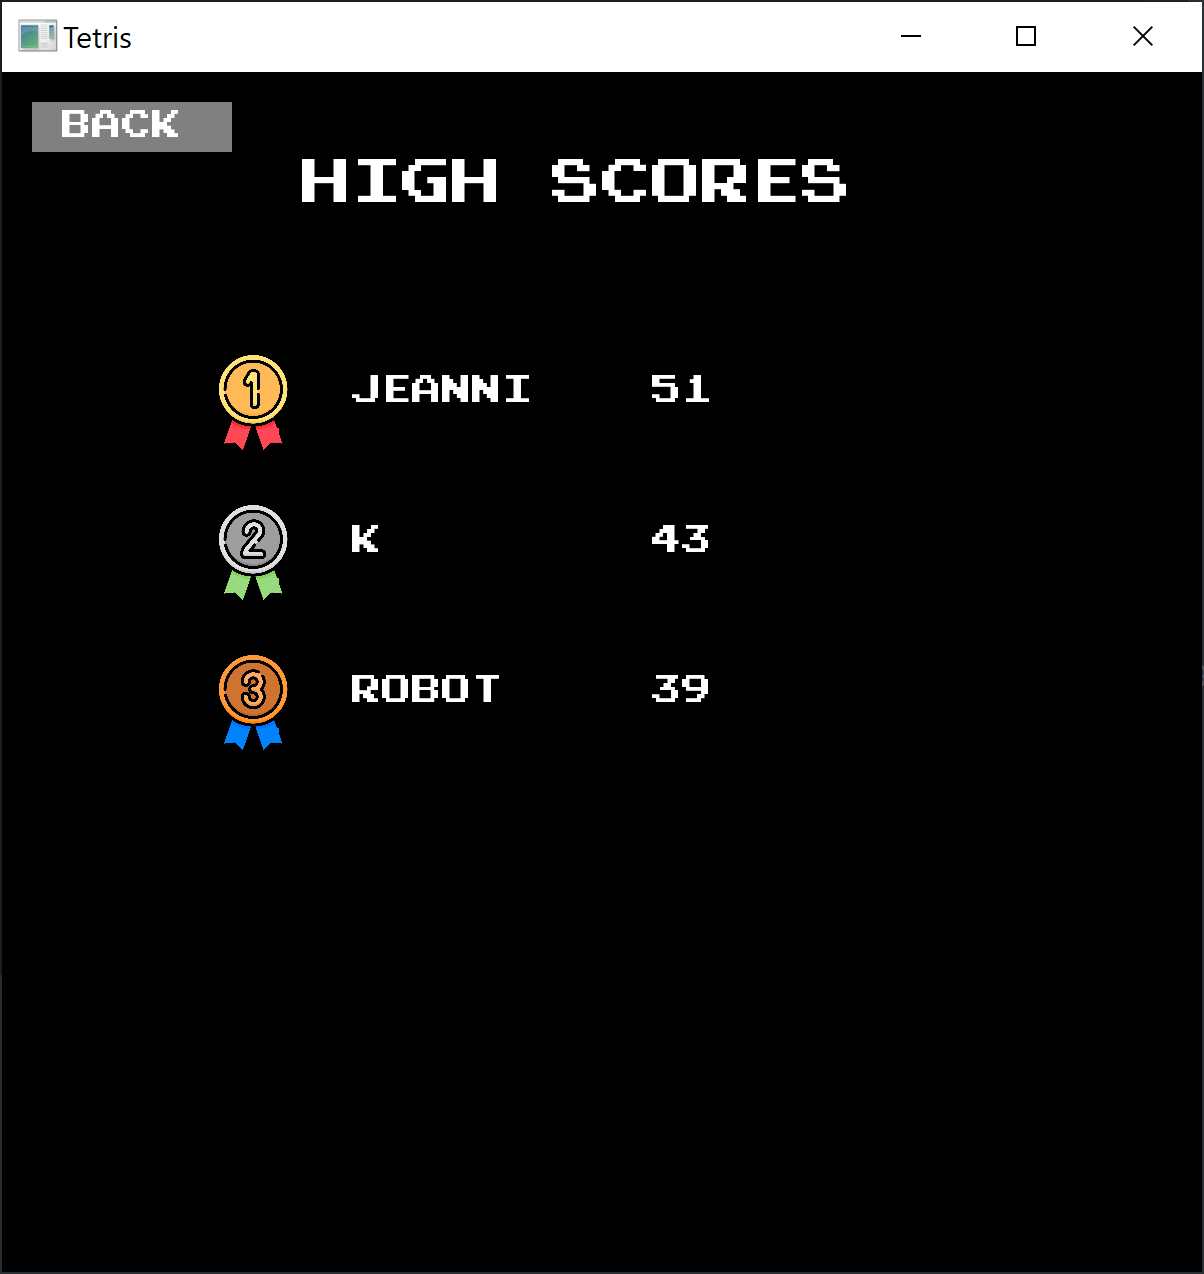 Tetris
BACK
HIGH SCORES
1 JEANNI 51
2 K 43
3 ROBOT 39